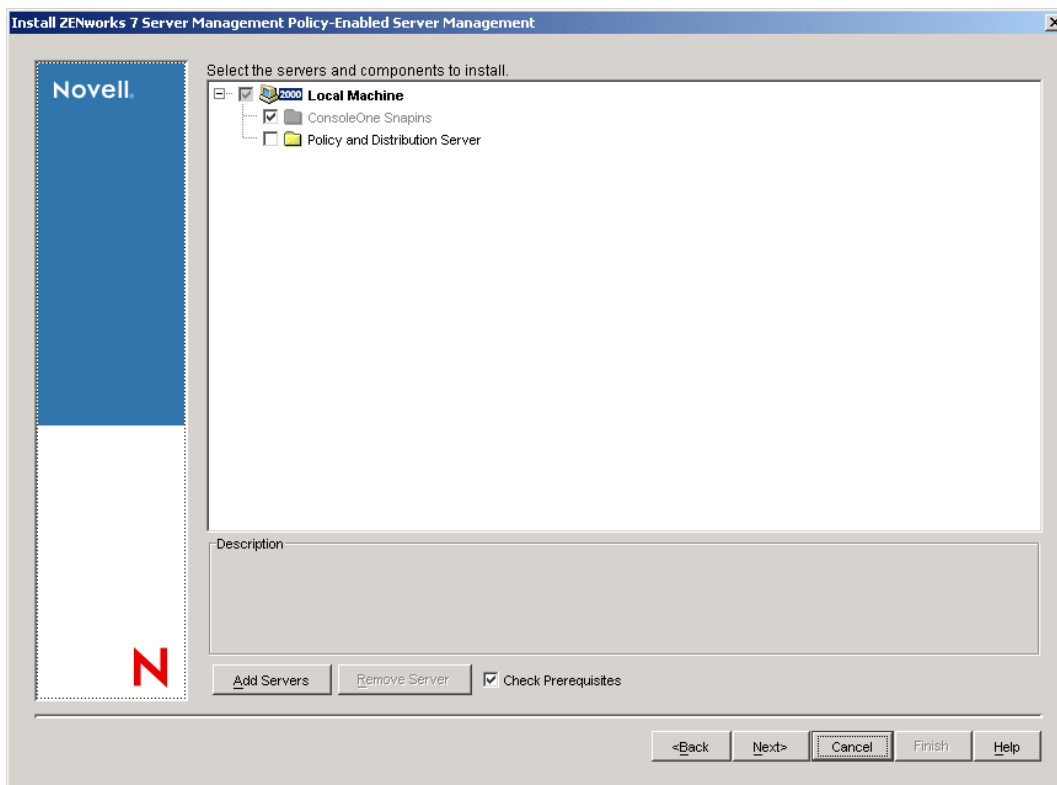 Install ZENworks 7 Server Management Policy-Enabled Server Management
Novell.
Select the servers and components to install.
2000 Local Machine
ConsoleOne Snapins
Policy and Distribution Server
Description
N
Add Servers Remove Server Check Prerequisites
<Back Next> Cancel Finish Help